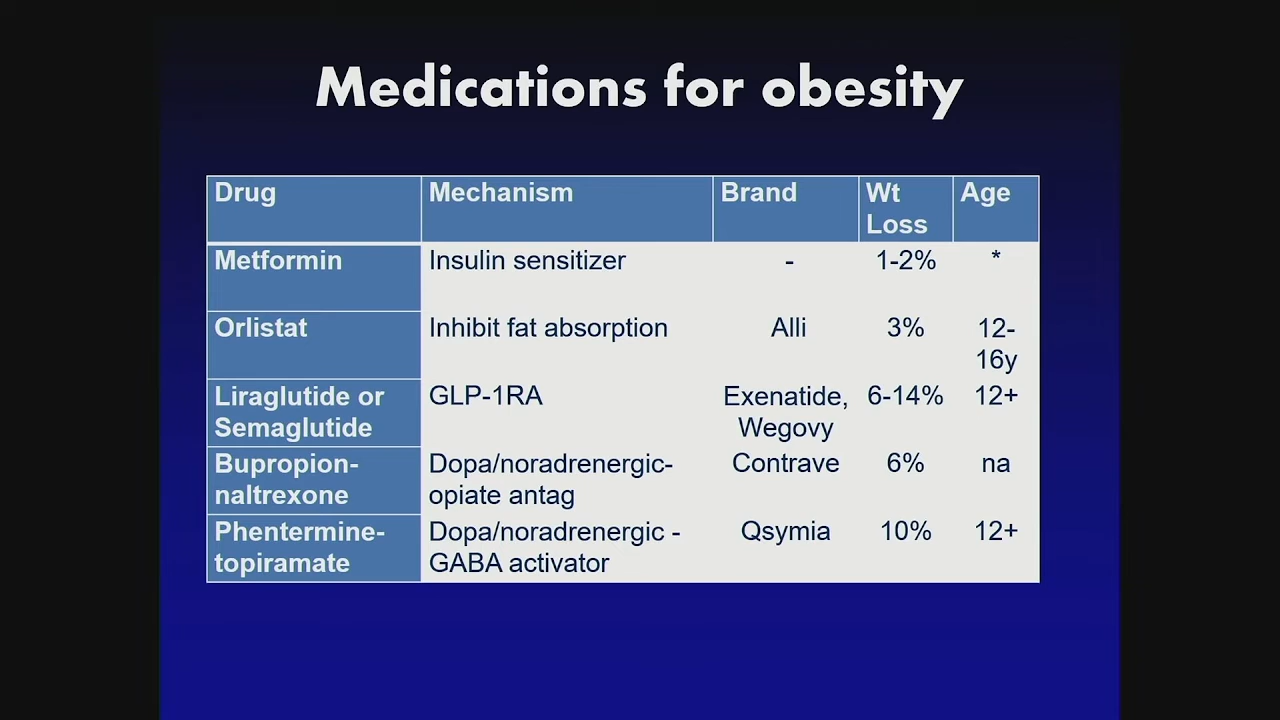 Medications for obesity
Drug Mechanism Brand Wt Loss Age
Metformin Insulin sensitizer - 1-2% *
Orlistat Inhibit fat absorption Alli 3% 12-
16y
Liraglutide or GLP-1RA Exenatide, 6-14% 12+
Semaglutide Wegovy
Bupropion- Dopa/noradrenergic- Contrave 6% na
naltrexone opiate antag
Phentermine- Dopa/noradrenergic - Qsymia 10% 12+
topiramate GABA activator